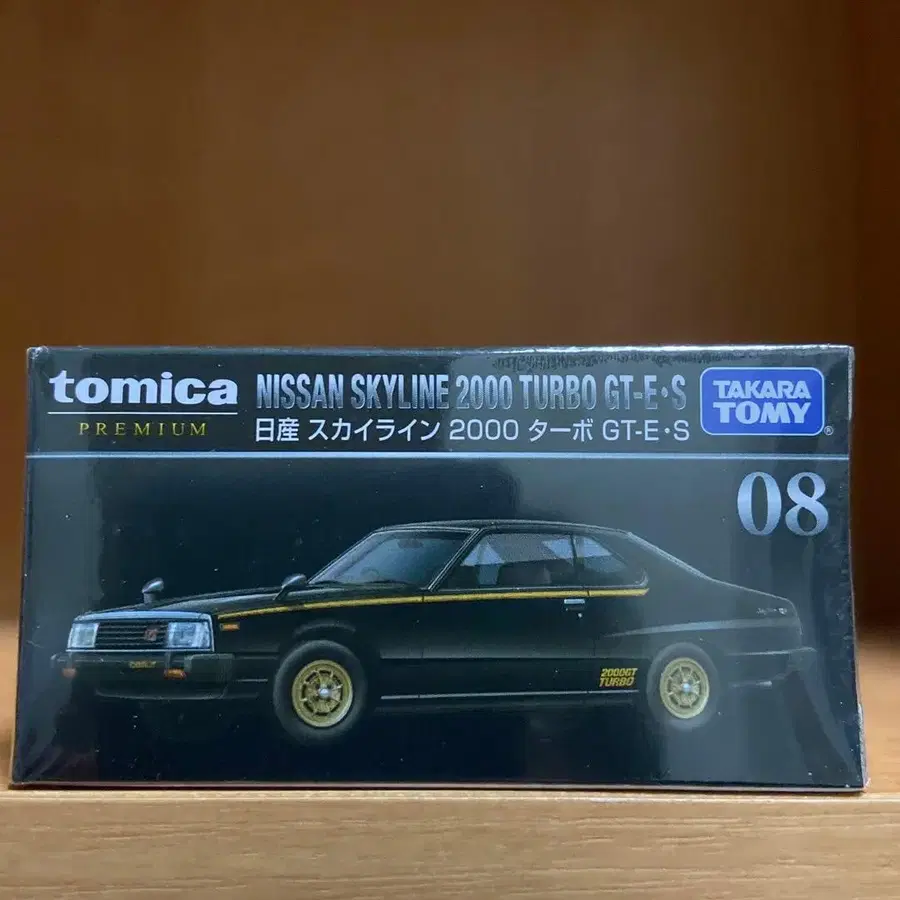 tomica
PREMIUM
NISSAN SKYLINE 2000 TURBO GT-E・S
日産 スカイライン 2000 ターボ GT-E・S
TAKARA
TOMY®
08
2000GT
TURBO